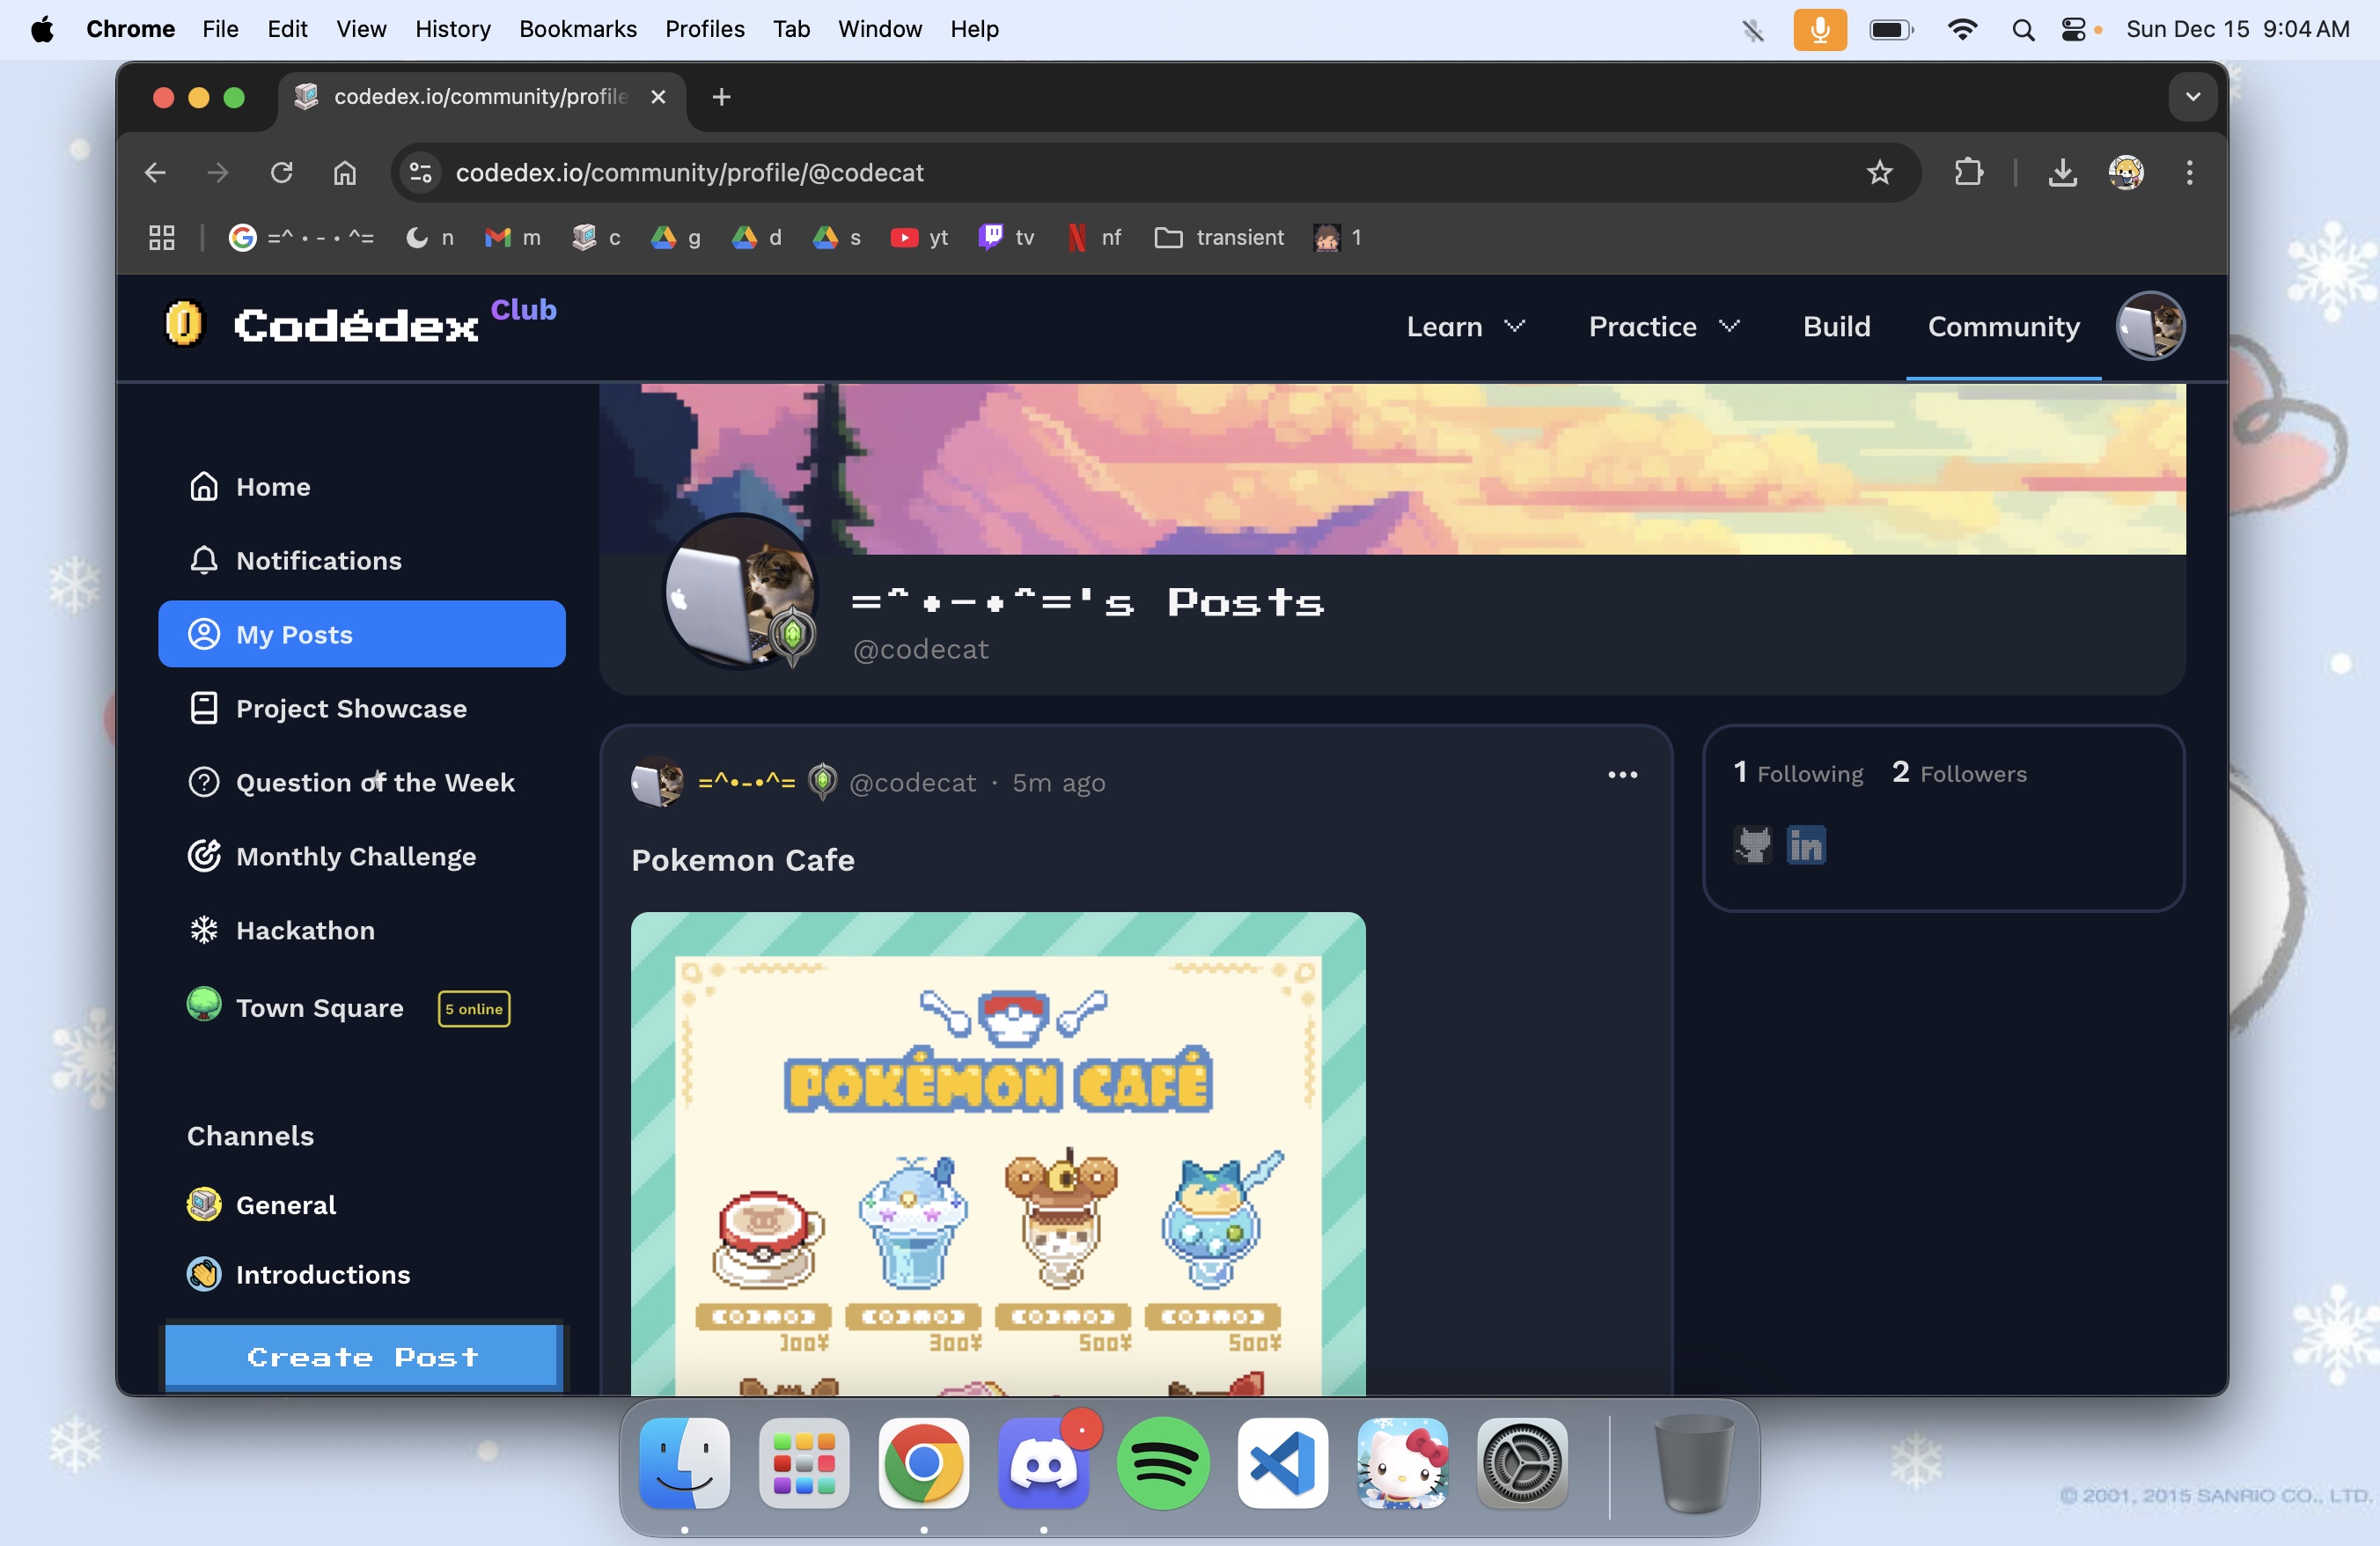 Chrome File Edit View History Bookmarks Profiles Tab Window Help Sun Dec 15 9:04 AM
codedex.io/community/profile
codedex.io/community/profile/@codecat
=^ • - • ^= n m c g d s yt tv nf transient 1
Codédex Club Learn Practice Build Community
Home
Notifications
My Posts
Project Showcase
Question of the Week
Monthly Challenge
Hackathon
Town Square 5 online
Channels
General
Introductions
Create Post
=^•-•^='s Posts
@codecat
=^•-•^= @codecat · 5m ago
Pokemon Cafe
POKÉMON CAFÉ
100¥ 300¥ 500¥ 500¥
1 Following 2 Followers
in
© 2001, 2015 SANRIO CO., LTD.